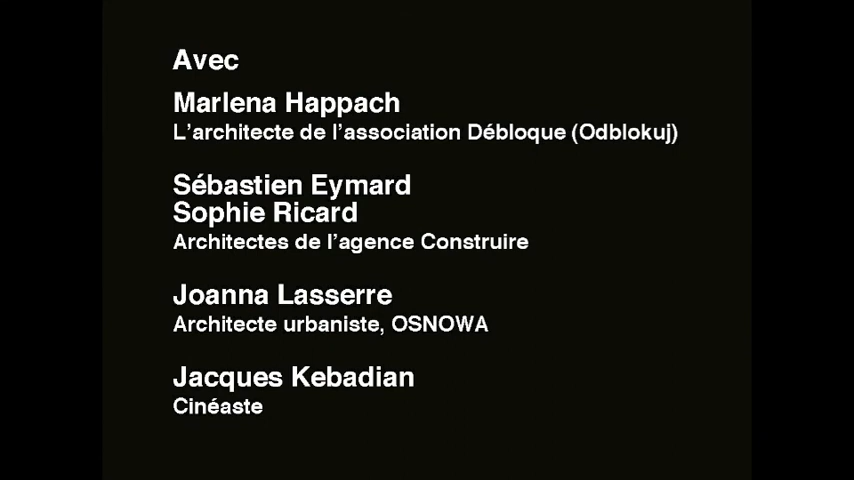 Avec
Marlena Happach
L’architecte de l’association Débloque (Odblokuj)
Sébastien Eymard
Sophie Ricard
Architectes de l’agence Construire
Joanna Lasserre
Architecte urbaniste, OSNOWA
Jacques Kebadian
Cinéaste